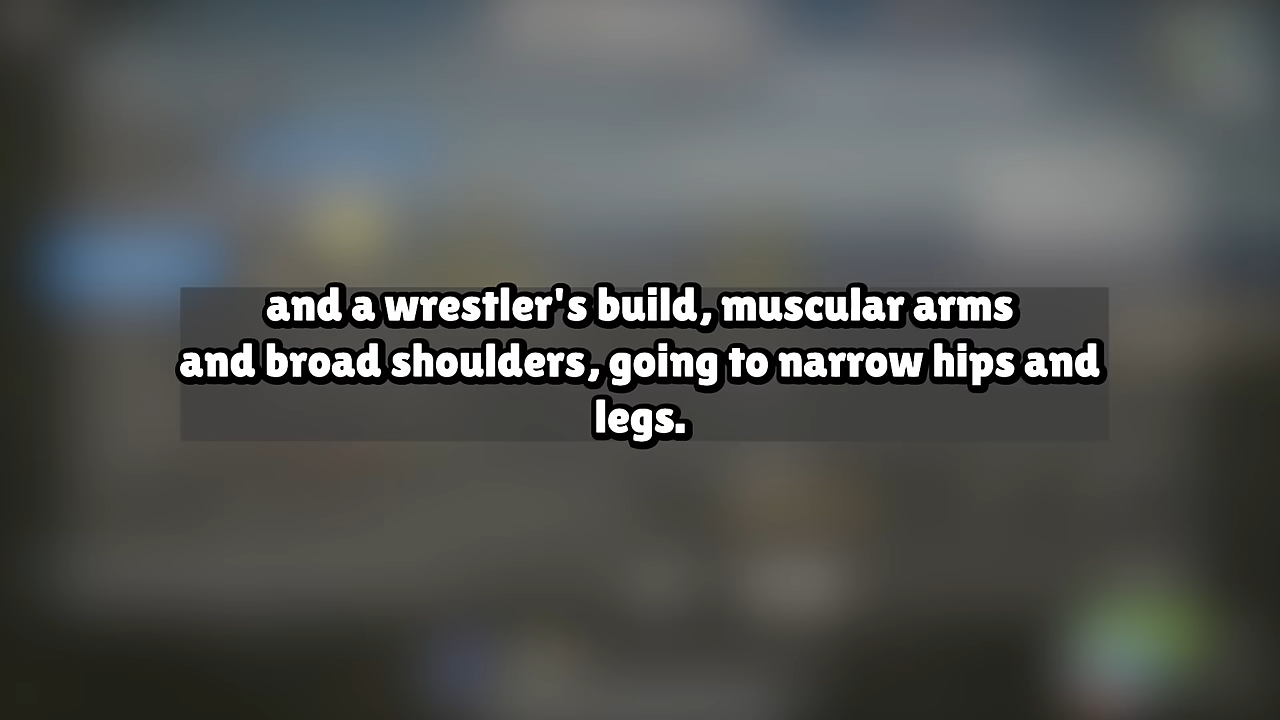 and a wrestler's build, muscular arms
and broad shoulders, going to narrow hips and
legs.